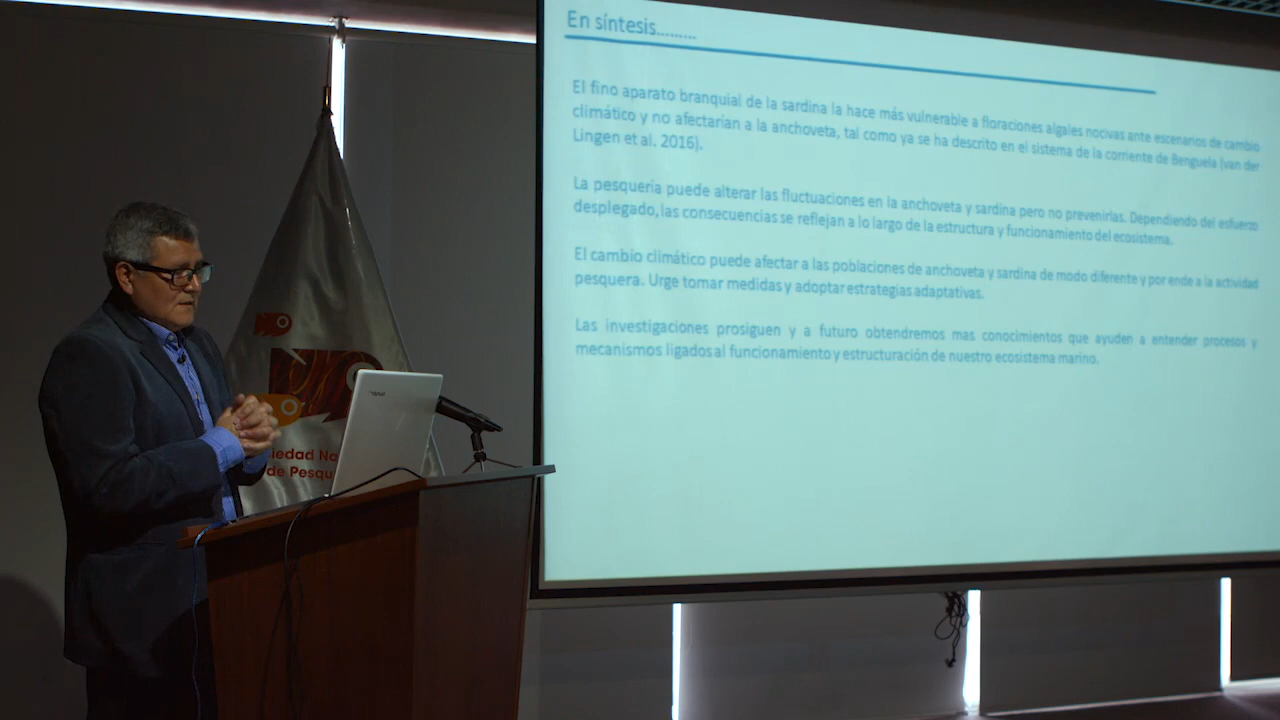 En síntesis.........
El fino aparato branquial de la sardina la hace más vulnerable a floraciones algales nocivas ante escenarios de cambio
climático y no afectarían a la anchoveta, tal como ya se ha descrito en el sistema de la corriente de Benguela (van der
Lingen et al. 2016).
La pesquería puede alterar las fluctuaciones en la anchoveta y sardina pero no prevenirlas. Dependiendo del esfuerzo
desplegado, las consecuencias se reflejan a lo largo de la estructura y funcionamiento del ecosistema.
El cambio climático puede afectar a las poblaciones de anchoveta y sardina de modo diferente y por ende a la actividad
pesquera. Urge tomar medidas y adoptar estrategias adaptativas.
Las investigaciones prosiguen y a futuro obtendremos mas conocimientos que ayuden a entender procesos y
mecanismos ligados al funcionamiento y estructuración de nuestro ecosistema marino.
iedad Na
de Pesqu